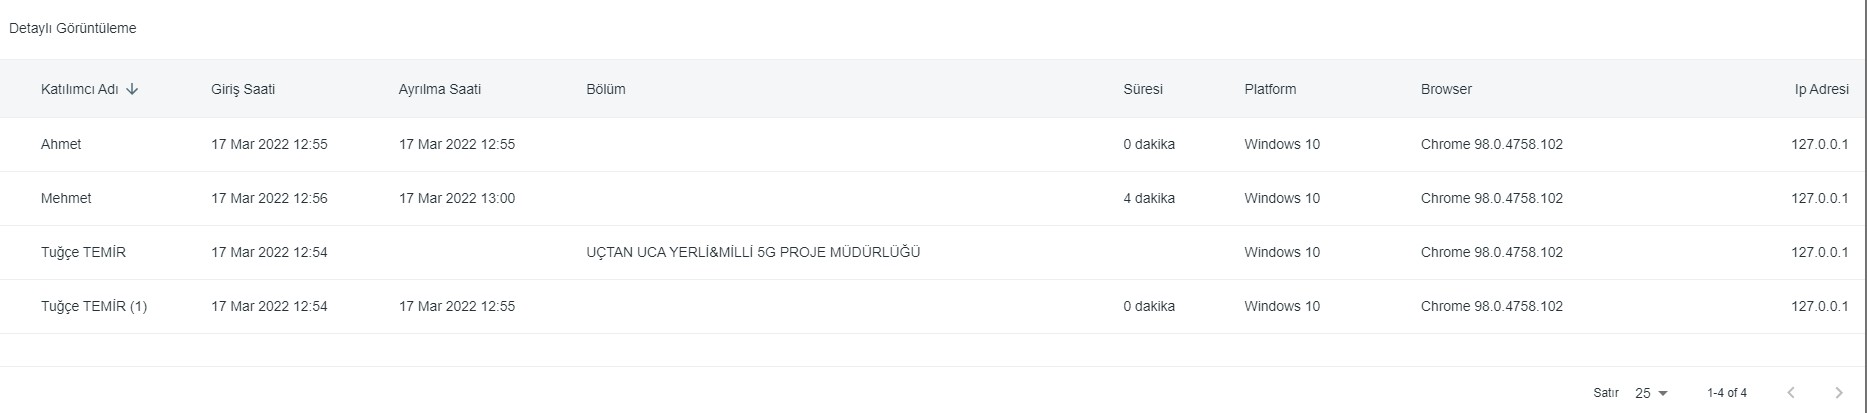 Detaylı Görüntüleme
Katılımcı Adı Giriş Saati Ayrılma Saati Bölüm Süresi Platform Browser Ip Adresi
Ahmet 17 Mar 2022 12:55 17 Mar 2022 12:55 0 dakika Windows 10 Chrome 98.0.4758.102 127.0.0.1
Mehmet 17 Mar 2022 12:56 17 Mar 2022 13:00 4 dakika Windows 10 Chrome 98.0.4758.102 127.0.0.1
Tuğçe TEMİR 17 Mar 2022 12:54 UÇTAN UCA YERLİ&MİLLİ 5G PROJE MÜDÜRLÜĞÜ Windows 10 Chrome 98.0.4758.102 127.0.0.1
Tuğçe TEMİR (1) 17 Mar 2022 12:54 17 Mar 2022 12:55 0 dakika Windows 10 Chrome 98.0.4758.102 127.0.0.1
Satır 25 1-4 of 4